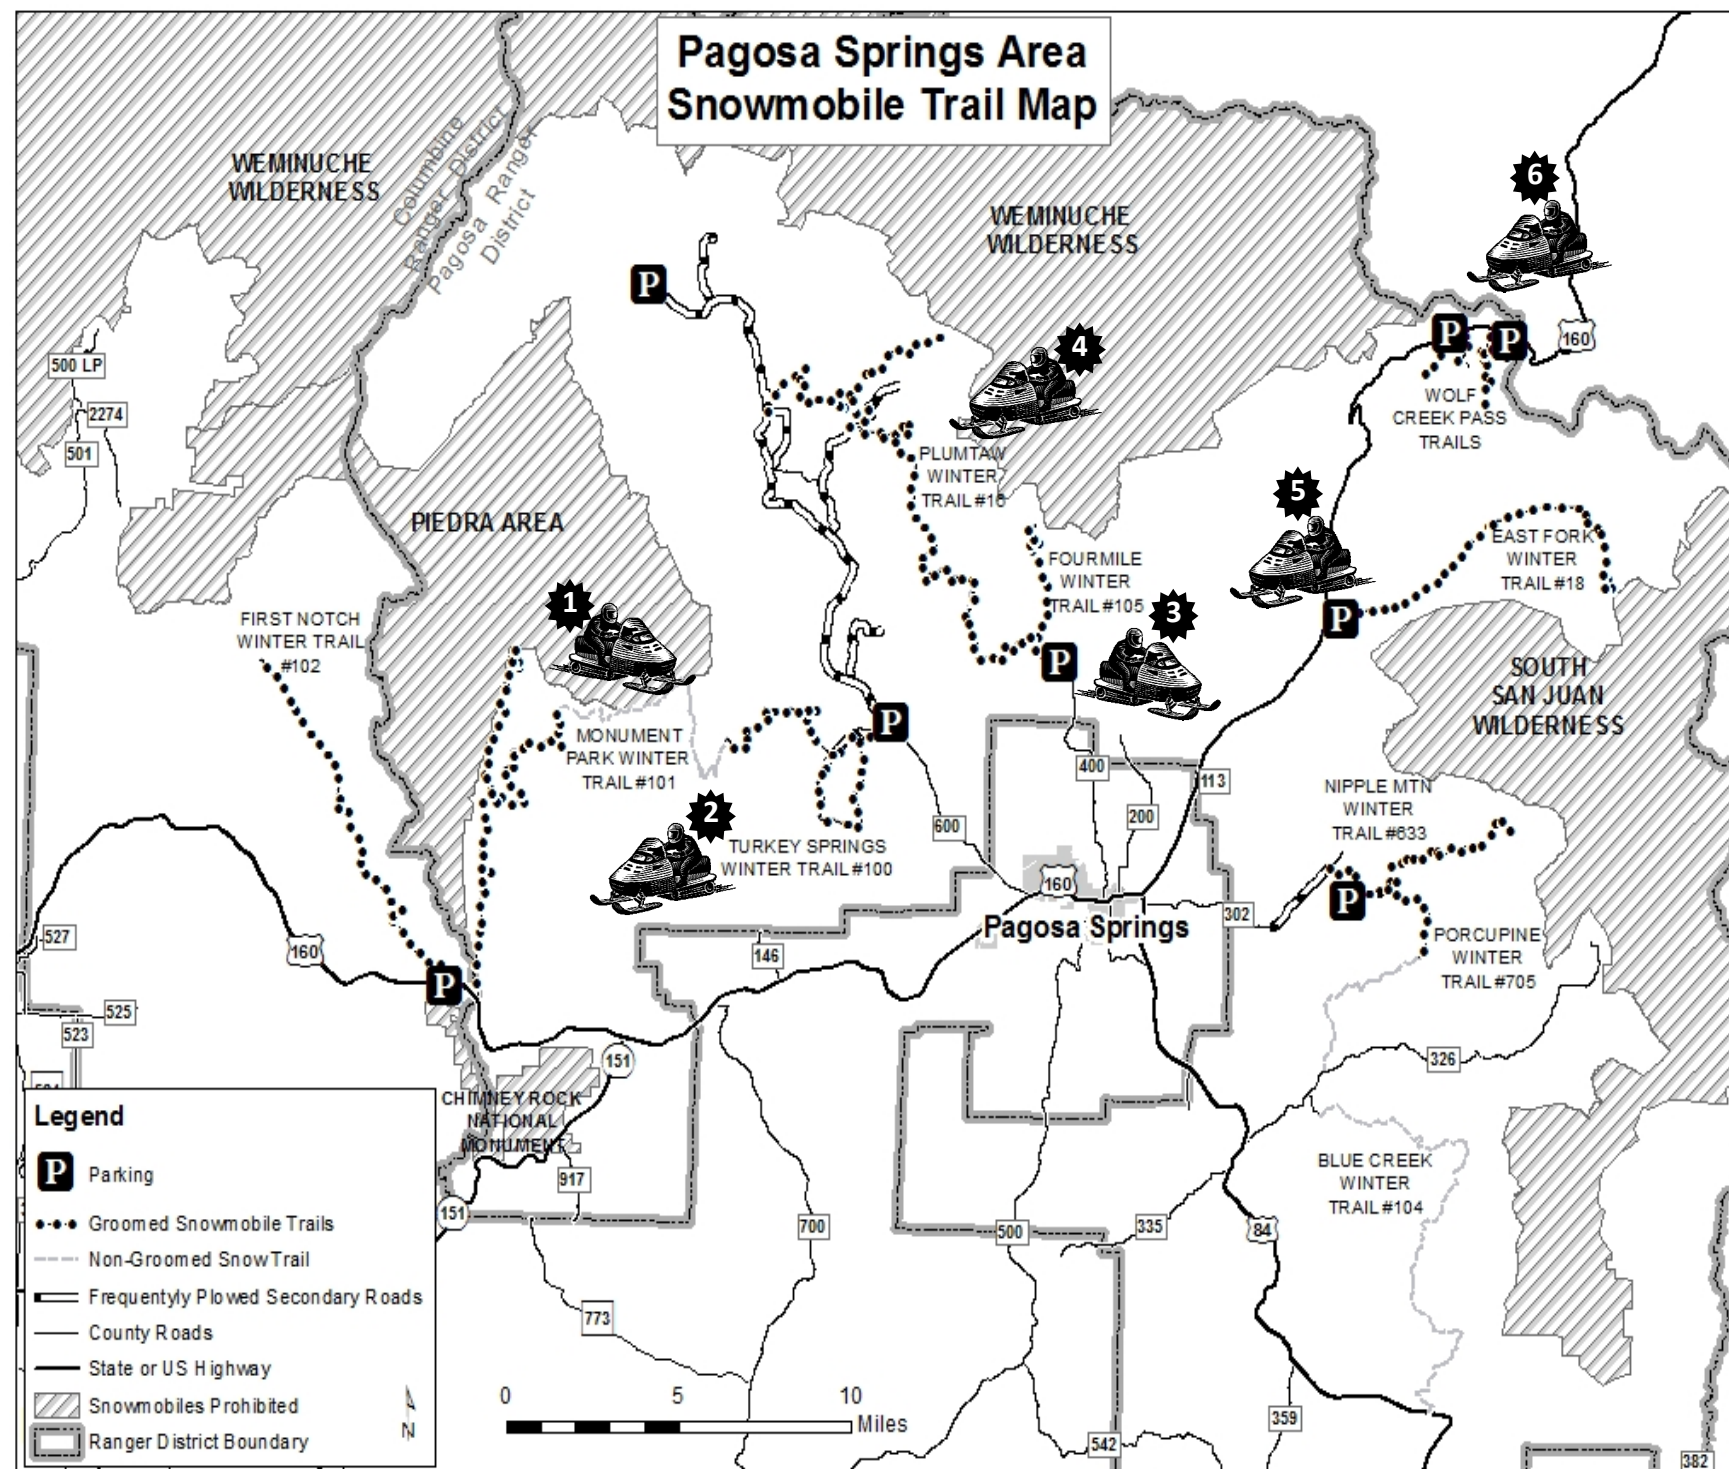 Pagosa Springs Area
Snowmobile Trail Map
WEMINUCHE
WILDERNESS
Columbine
Ranger District
Pagosa Ranger
District
WEMINUCHE
WILDERNESS
6
P
P
P
160
4
500 LP
2274
501
WOLF
CREEK PASS
TRAILS
PLUMTAW
WINTER
TRAIL #16
5
PIEDRA AREA
EAST FORK
WINTER
TRAIL #18
FOURMILE
WINTER
TRAIL #105
1
3
P
FIRST NOTCH
WINTER TRAIL
#102
P
SOUTH
SAN JUAN
WILDERNESS
P
MONUMENT
PARK WINTER
TRAIL #101
400
113
NIPPLE MTN
WINTER
TRAIL #633
2
200
600
TURKEY SPRINGS
WINTER TRAIL #100
160
P
302
Pagosa Springs
527
160
146
PORCUPINE
WINTER
TRAIL #705
P
525
523
151
326
CHIMNEY ROCK
NATIONAL
MONUMENT
917
151
BLUE CREEK
WINTER
TRAIL #104
700
500
335
84
773
359
542
382
0 5 10
Miles
Legend
P Parking
Groomed Snowmobile Trails
Non-Groomed Snow Trail
Frequentyly Plowed Secondary Roads
County Roads
State or US Highway
Snowmobiles Prohibited
Ranger District Boundary
N